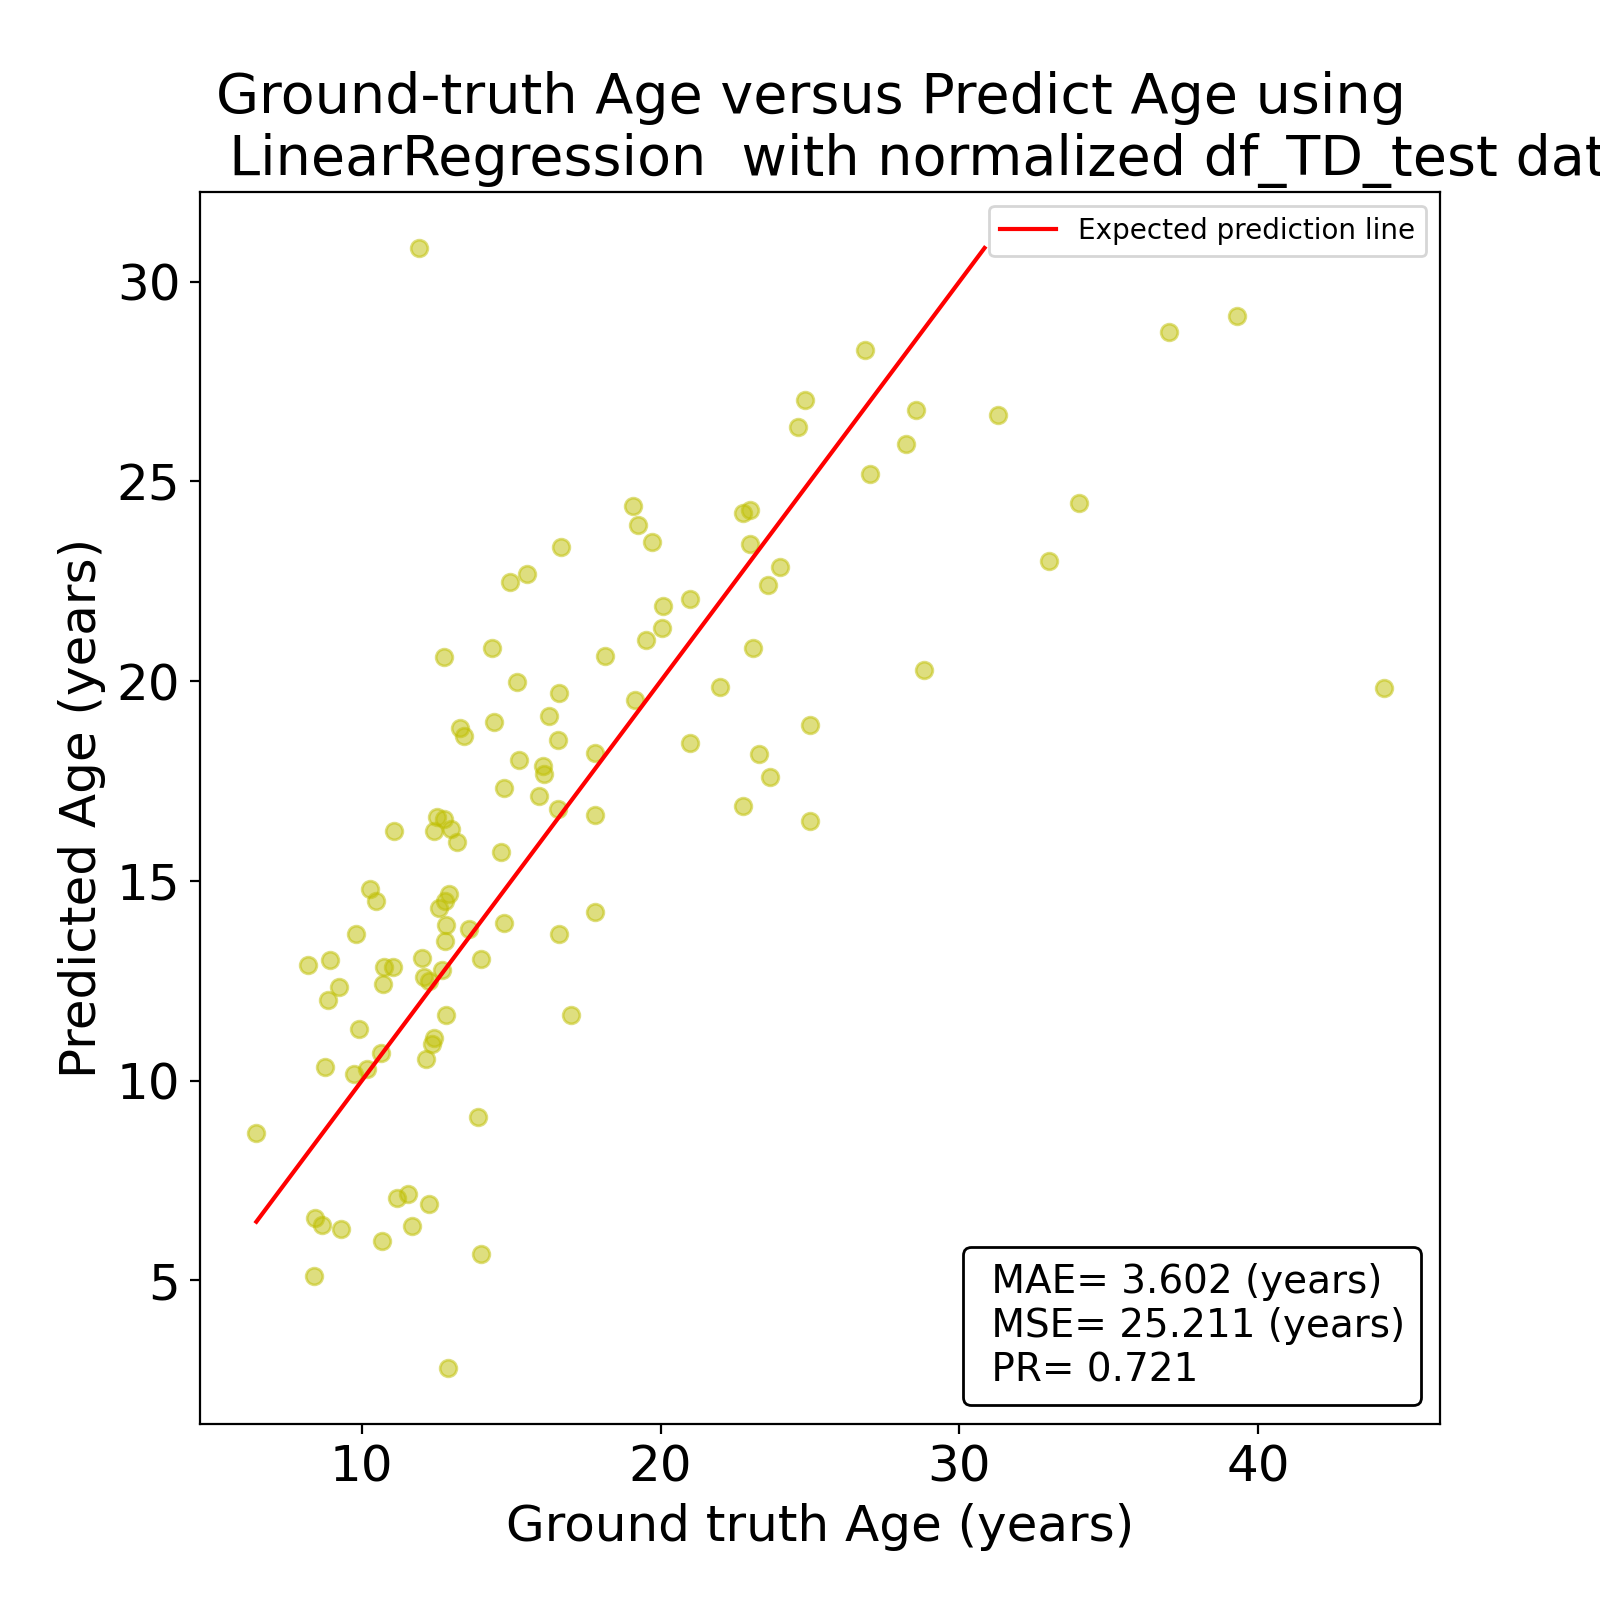 Ground-truth Age versus Predict Age using
LinearRegression  with normalized df_TD_test dat
Expected prediction line
30
25
20
15
10
5
Predicted Age (years)
MAE= 3.602 (years)
MSE= 25.211 (years)
PR= 0.721
10 20 30 40
Ground truth Age (years)